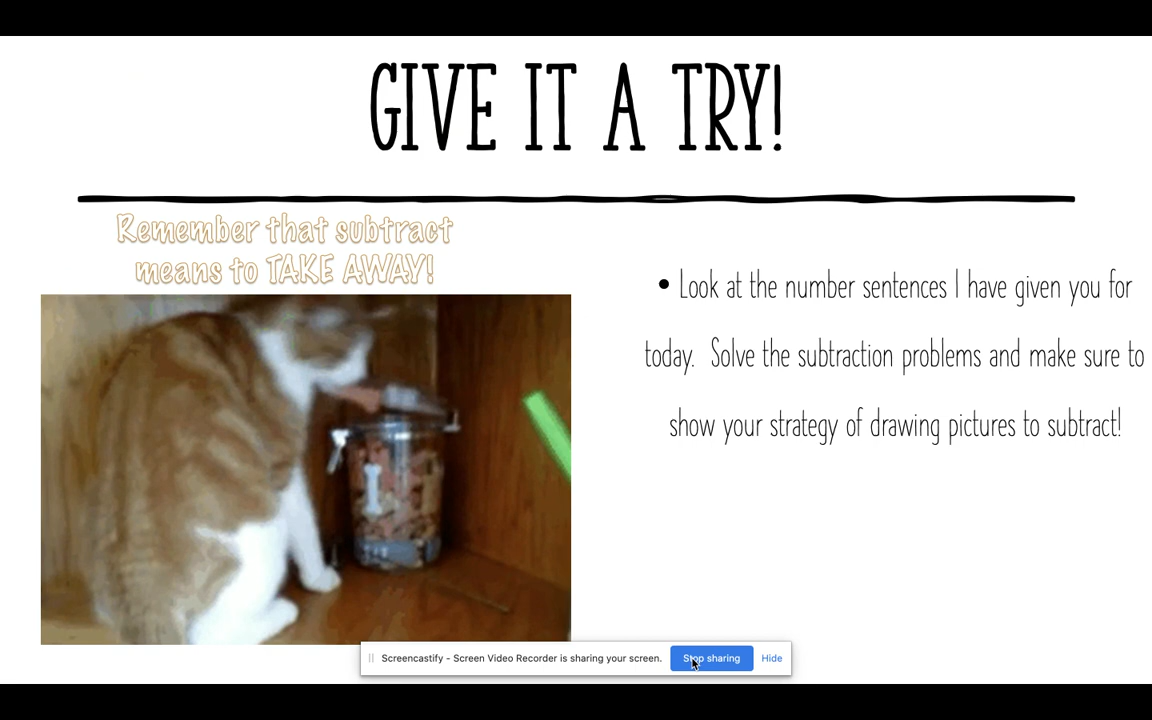 GIVE IT A TRY!
Remember that subtract
means to TAKE AWAY!
• Look at the number sentences I have given you for
today. Solve the subtraction problems and make sure to
show your strategy of drawing pictures to subtract!
Screencastify - Screen Video Recorder is sharing your screen.
Stop sharing
Hide